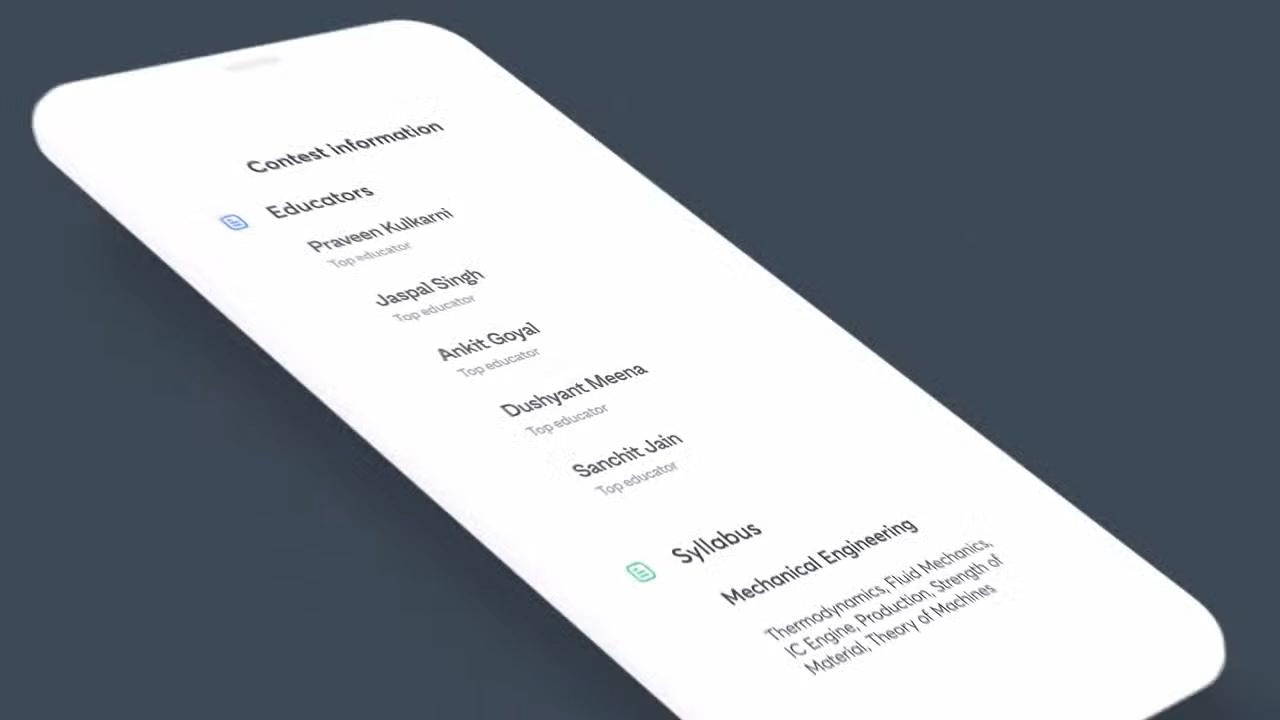 Contest information
Educators
Praveen Kulkarni
Top educator
Jaspal Singh
Top educator
Ankit Goyal
Top educator
Dushyant Meena
Top educator
Sanchit Jain
Top educator
Syllabus
Mechanical Engineering
Thermodynamics, Fluid Mechanics,
IC Engine, Production, Strength of
Material, Theory of Machines